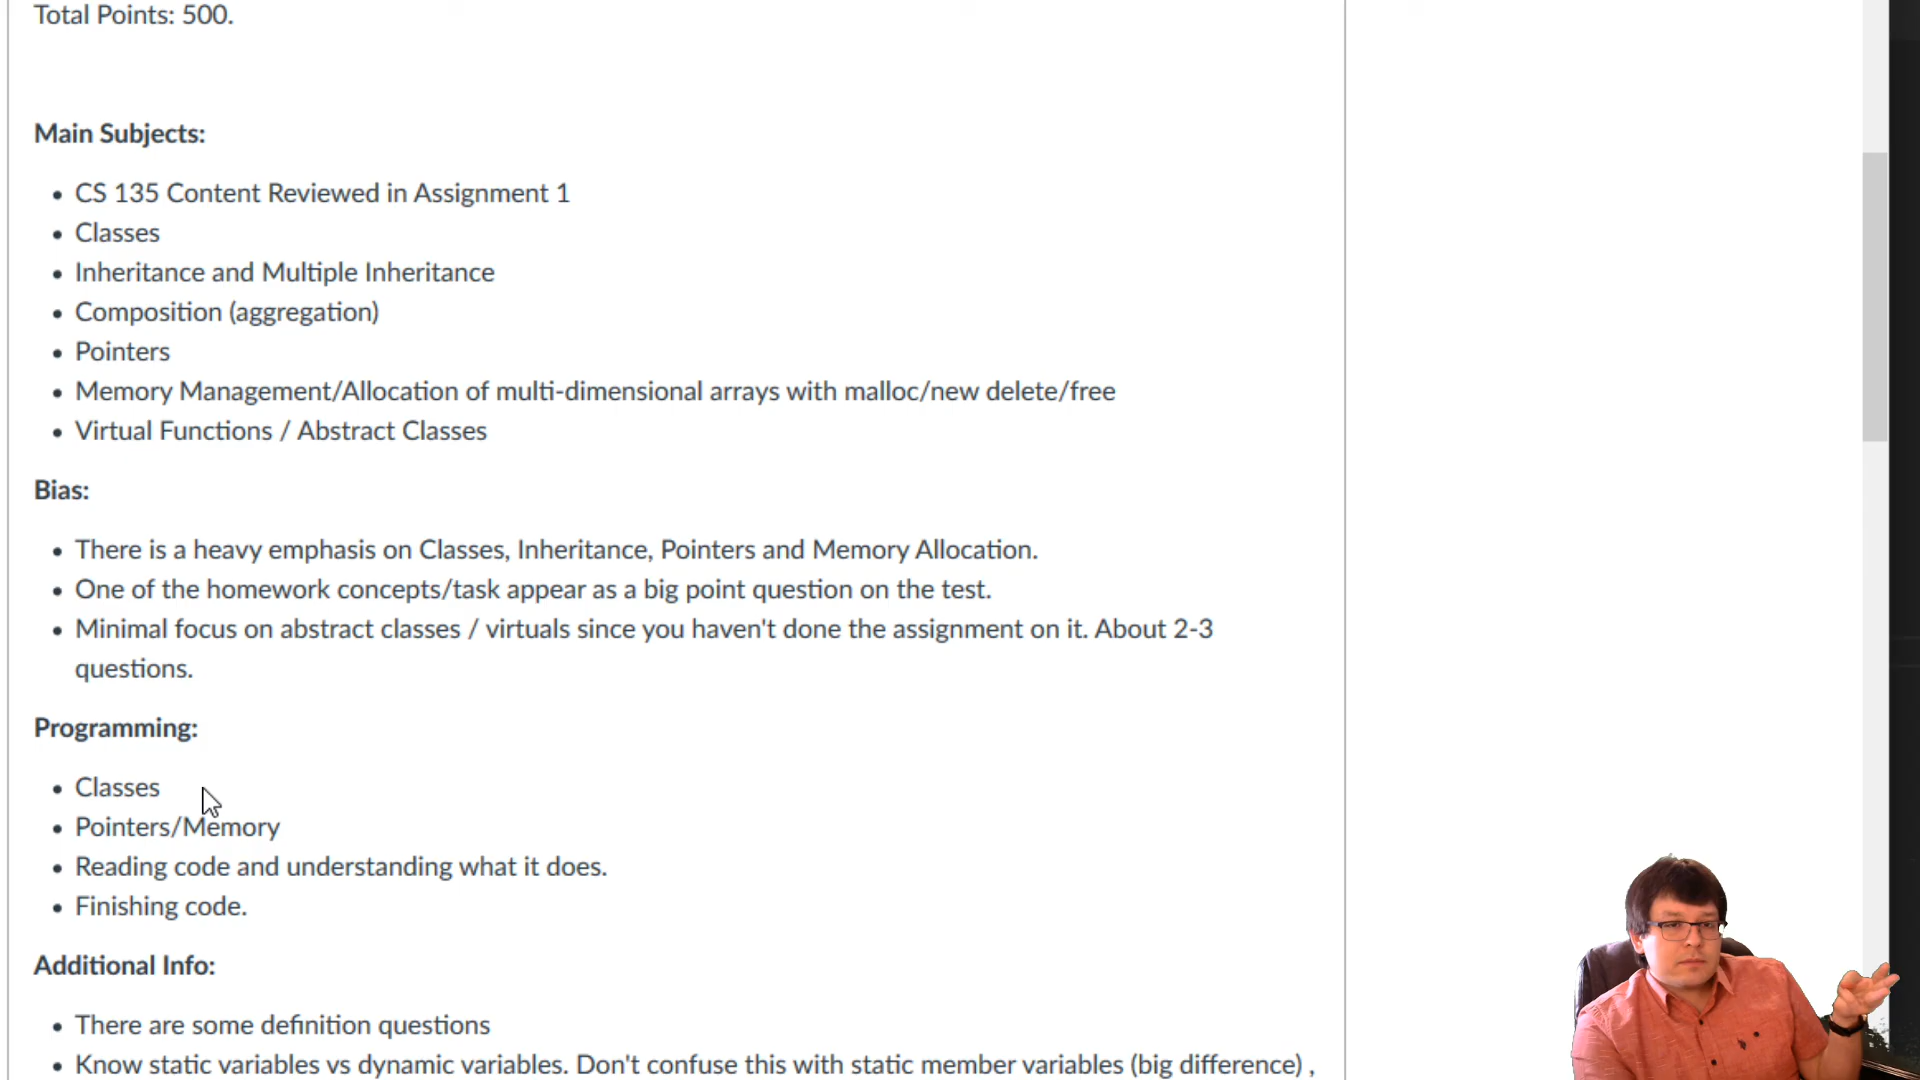 Total Points: 500.
Main Subjects:
• CS 135 Content Reviewed in Assignment 1
• Classes
• Inheritance and Multiple Inheritance
• Composition (aggregation)
• Pointers
• Memory Management/Allocation of multi-dimensional arrays with malloc/new delete/free
• Virtual Functions / Abstract Classes
Bias:
• There is a heavy emphasis on Classes, Inheritance, Pointers and Memory Allocation.
• One of the homework concepts/task appear as a big point question on the test.
• Minimal focus on abstract classes / virtuals since you haven't done the assignment on it. About 2-3
questions.
Programming:
• Classes
• Pointers/Memory
• Reading code and understanding what it does.
• Finishing code.
Additional Info:
• There are some definition questions
• Know static variables vs dynamic variables. Don't confuse this with static member variables (big difference) ,